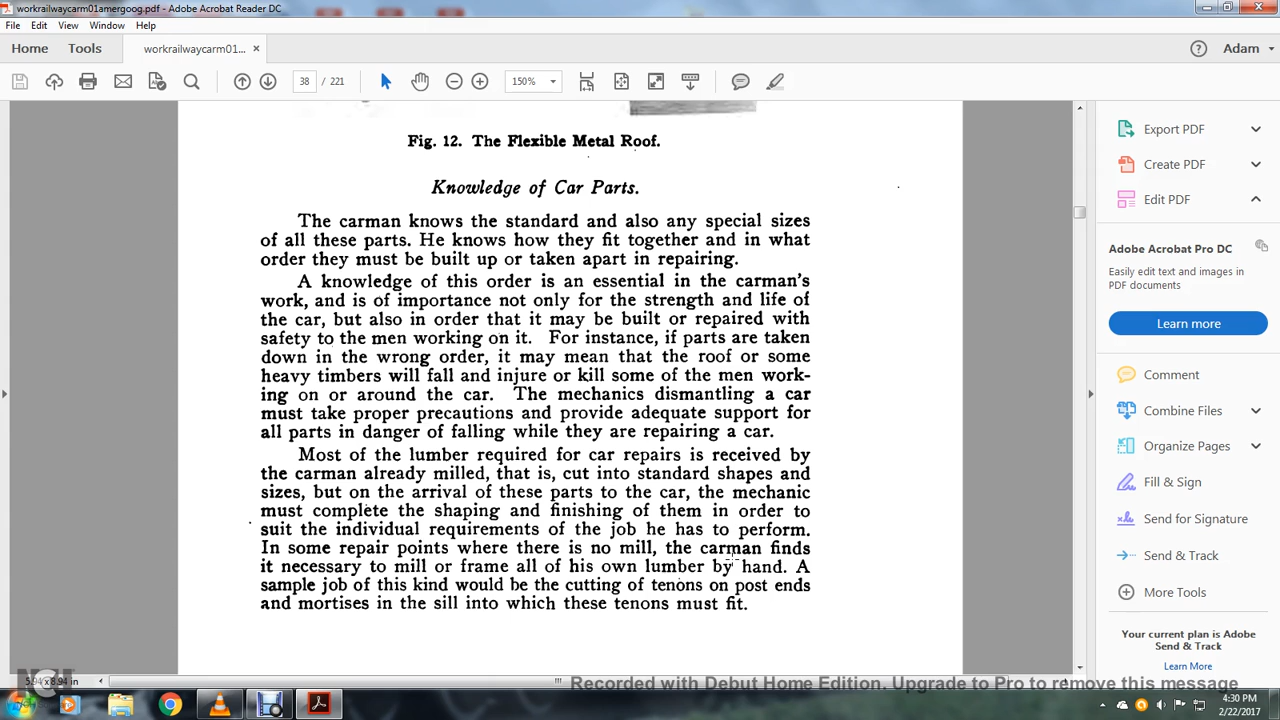 workrailwaycarm01amergoog.pdf - Adobe Acrobat Reader DC
File Edit View Window Help
Home Tools workrailwaycarm01... × Adam
38 / 221 150%
Fig. 12. The Flexible Metal Roof.
Knowledge of Car Parts.
The carman knows the standard and also any special sizes
of all these parts. He knows how they fit together and in what
order they must be built up or taken apart in repairing.
A knowledge of this order is an essential in the carman's
work, and is of importance not only for the strength and life of
the car, but also in order that it may be built or repaired with
safety to the men working on it. For instance, if parts are taken
down in the wrong order, it may mean that the roof or some
heavy timbers will fall and injure or kill some of the men work-
ing on or around the car. The mechanics dismantling a car
must take proper precautions and provide adequate support for
all parts in danger of falling while they are repairing a car.
Most of the lumber required for car repairs is received by
the carman already milled, that is, cut into standard shapes and
sizes, but on the arrival of these parts to the car, the mechanic
must complete the shaping and finishing of them in order to
suit the individual requirements of the job he has to perform.
In some repair points where there is no mill, the carman finds
it necessary to mill or frame all of his own lumber by hand. A
sample job of this kind would be the cutting of tenons on post ends
and mortises in the sill into which these tenons must fit.
Export PDF
Create PDF
Edit PDF
Adobe Acrobat Pro DC
Easily edit text and images in
PDF documents
Learn more
Comment
Combine Files
Organize Pages
Fill & Sign
Send for Signature
Send & Track
More Tools
Your current plan is Adobe
Send & Track
Learn More
5.94 x 8.94 in
Recorded with Debut Home Edition. Upgrade to Pro to remove this message
NCH
4:30 PM
2/22/2017